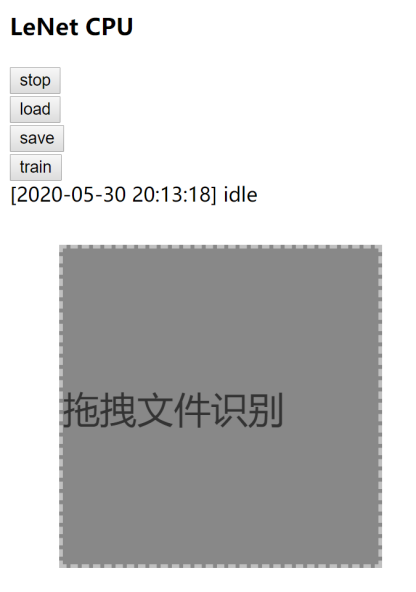 LeNet CPU
stop
load
save
train
[2020-05-30 20:13:18] idle
拖拽文件识别